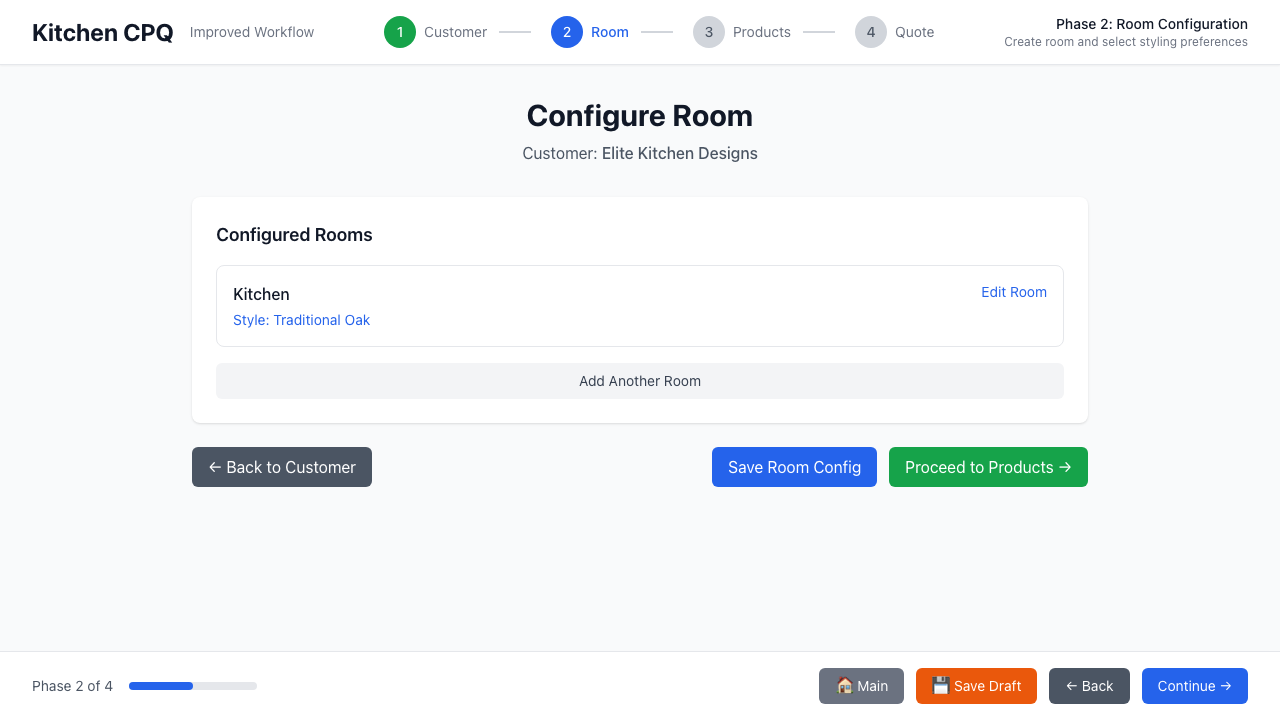 Kitchen CPQ
Improved Workflow
1 Customer
2 Room
3 Products
4 Quote
Phase 2: Room Configuration
Create room and select styling preferences
Configure Room
Customer: Elite Kitchen Designs
Configured Rooms
Kitchen
Edit Room
Style: Traditional Oak
Add Another Room
← Back to Customer
Save Room Config
Proceed to Products →
Phase 2 of 4
🏠 Main
💾 Save Draft
← Back
Continue →